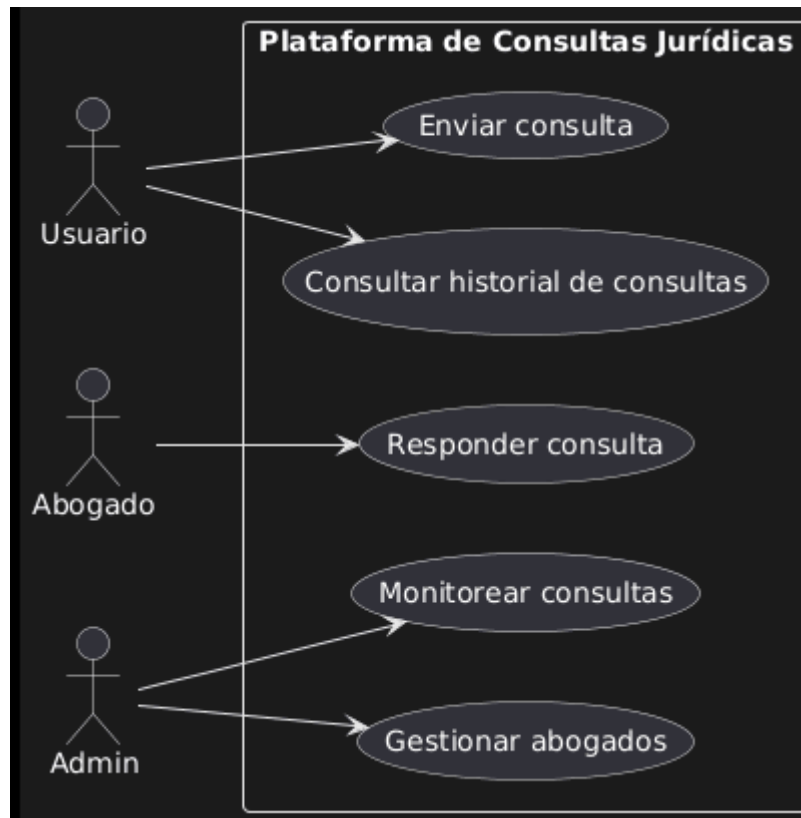 Plataforma de Consultas Jurídicas
Enviar consulta
Usuario
Consultar historial de consultas
Responder consulta
Abogado
Monitorear consultas
Gestionar abogados
Admin